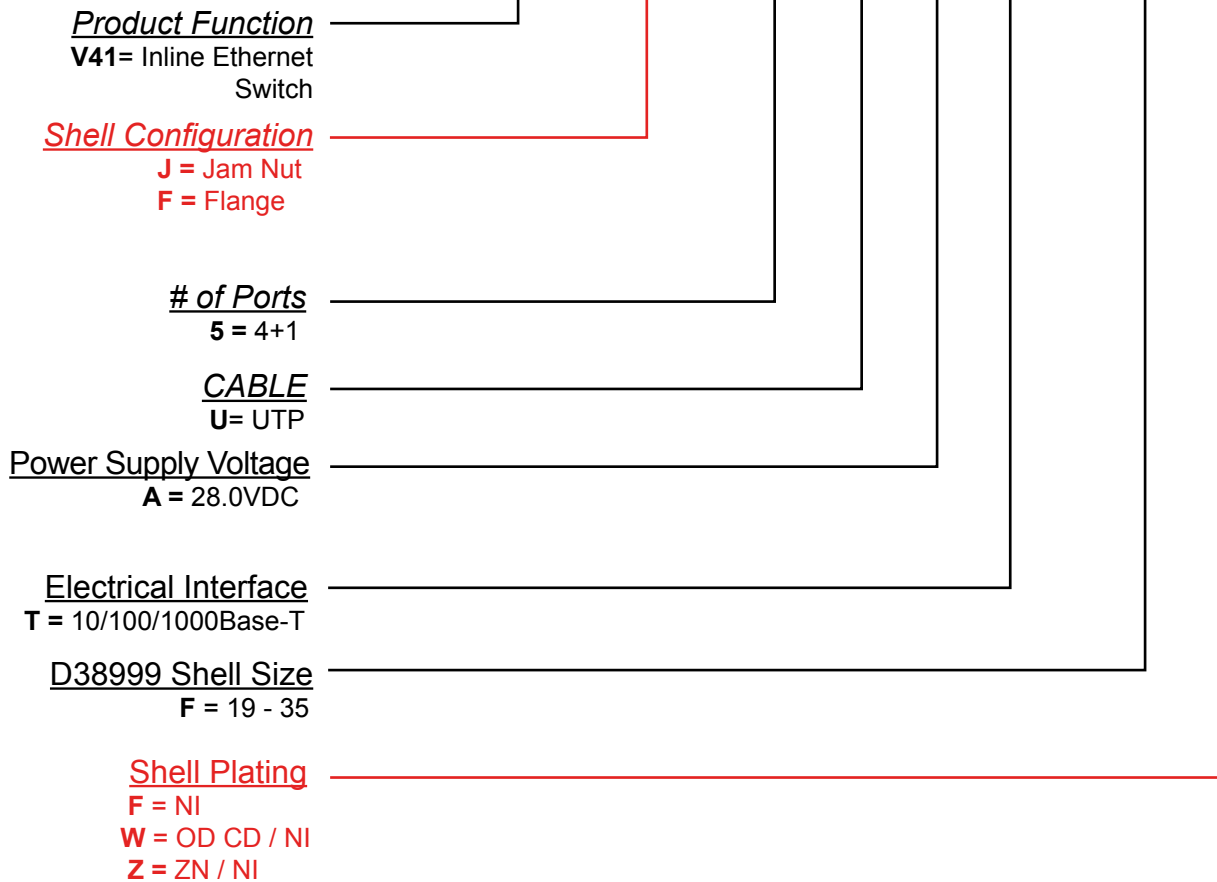 Product Function
V41= Inline Ethernet
Switch
Shell Configuration
J = Jam Nut
F = Flange
# of Ports
5 = 4+1
CABLE
U= UTP
Power Supply Voltage
A = 28.0VDC
Electrical Interface
T = 10/100/1000Base-T
D38999 Shell Size
F = 19 - 35
Shell Plating
F = NI
W = OD CD / NI
Z = ZN / NI